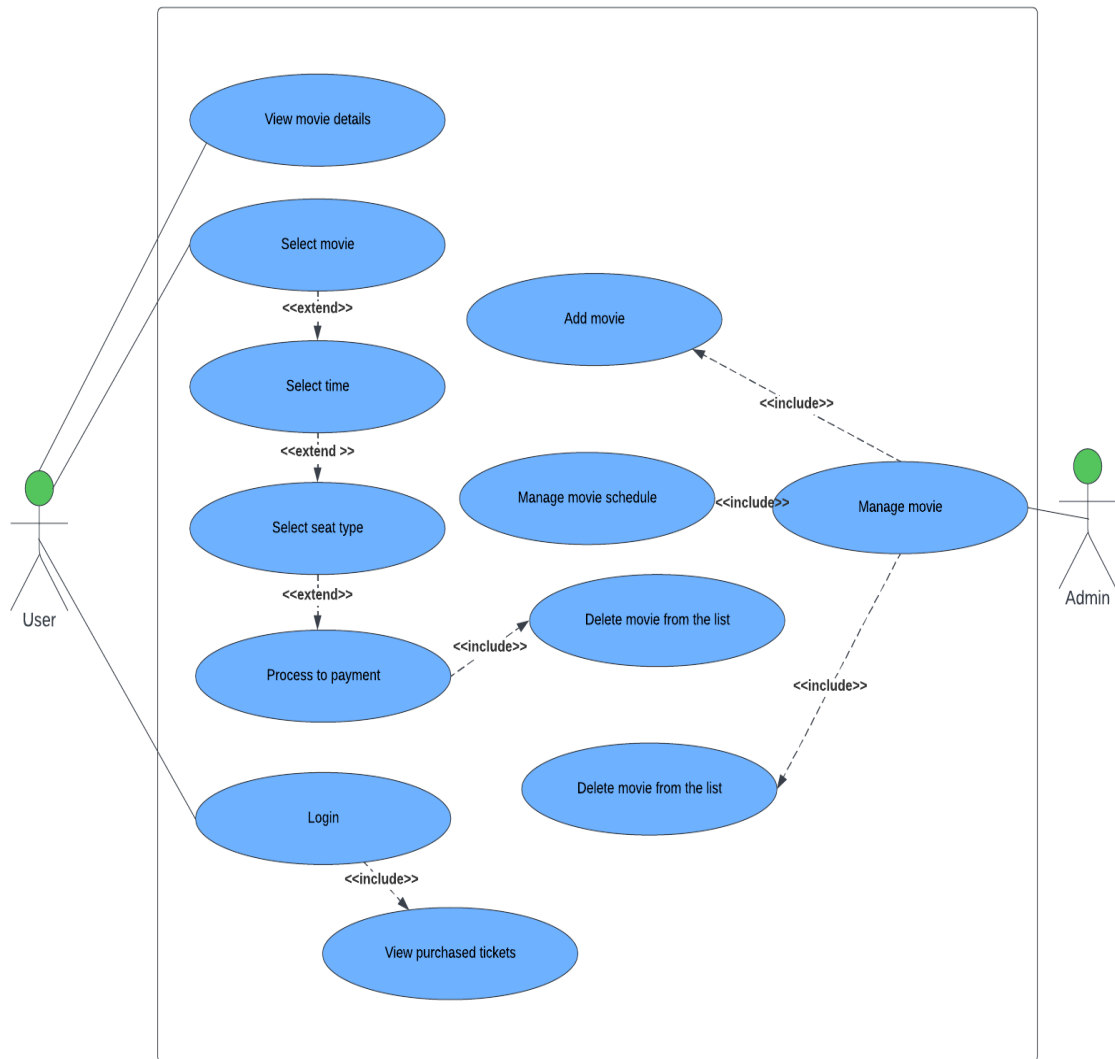 View movie details
Select movie
<<extend>>
Add movie
Select time
<<include>>
<<extend >>
Manage movie schedule
<<include>>
Manage movie
Select seat type
<<extend>>
User
Admin
Delete movie from the list
<<include>>
Process to payment
<<include>>
Delete movie from the list
Login
<<include>>
View purchased tickets